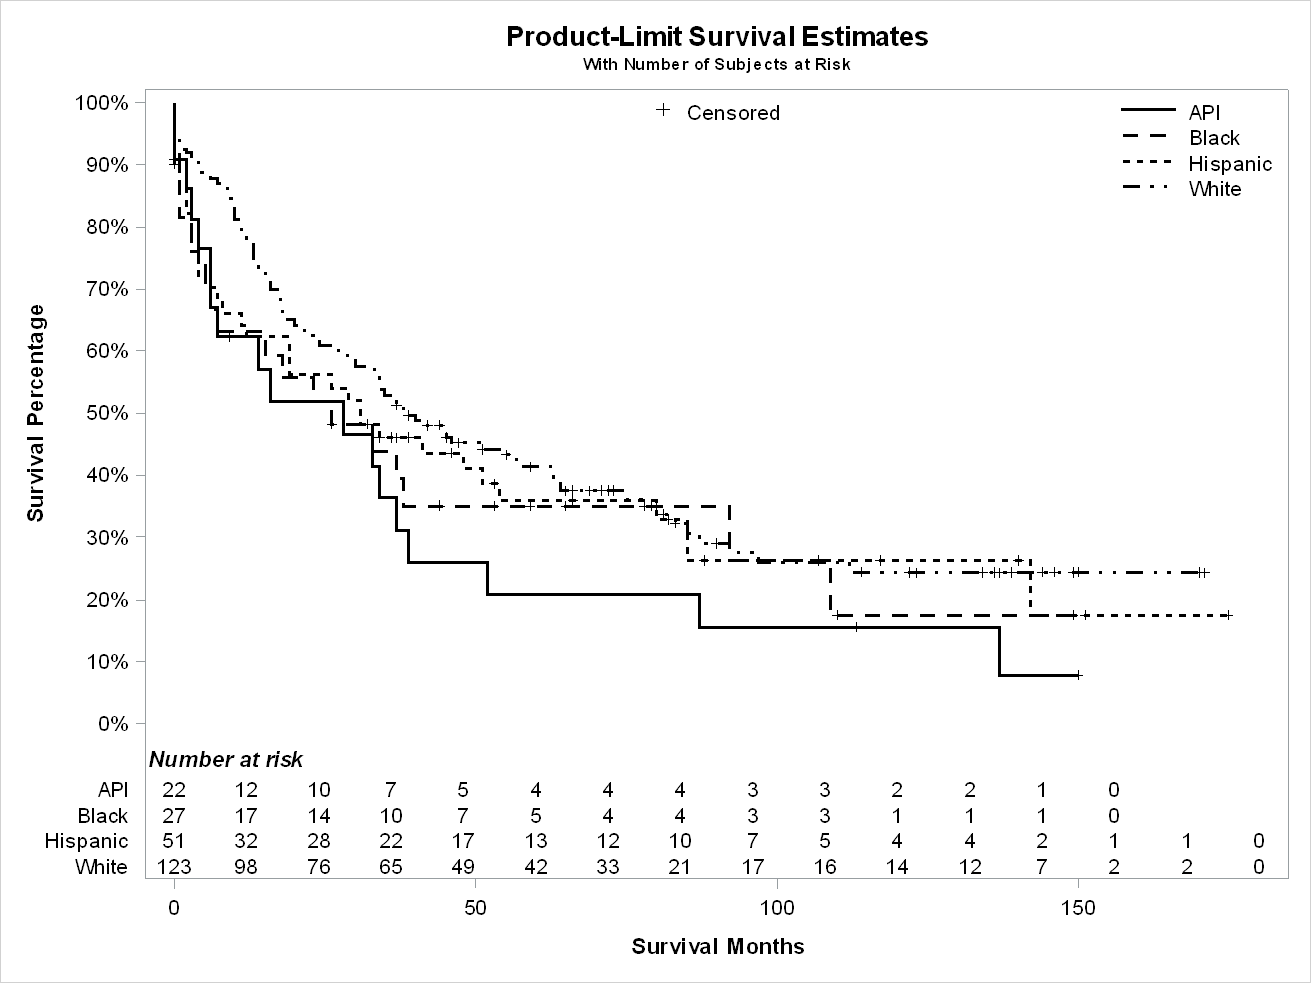 Product-Limit Survival Estimates
With Number of Subjects at Risk
Censored
API
Black
Hispanic
White
100%
90%
80%
70%
60%
50%
40%
30%
20%
10%
0%
Survival Percentage
Number at risk
API 22 12 10 7 5 4 4 4 3 3 2 2 1 0
Black 27 17 14 10 7 5 4 4 3 3 1 1 1 0
Hispanic 51 32 28 22 17 13 12 10 7 5 4 4 2 1 1 0
White 123 98 76 65 49 42 33 21 17 16 14 12 7 2 2 0
0 50 100 150
Survival Months